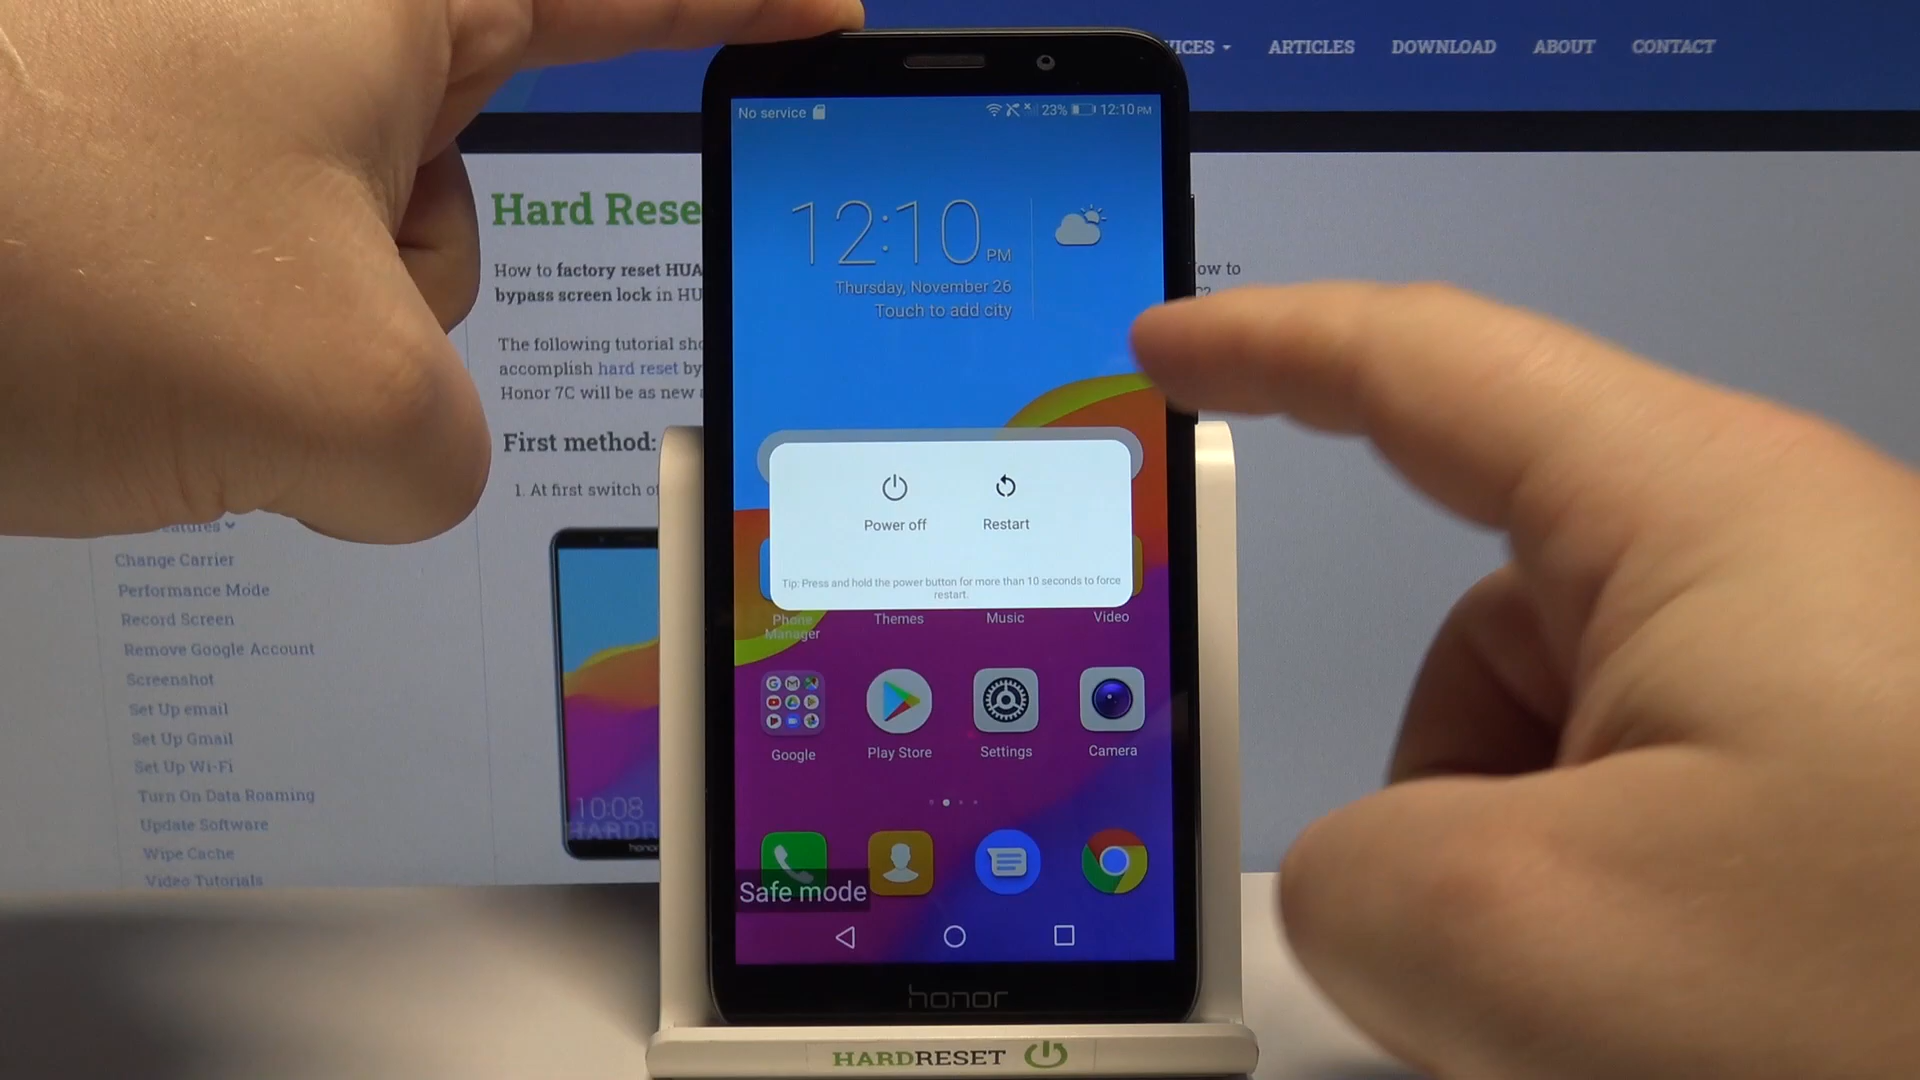 VICES ARTICLES DOWNLOAD ABOUT CONTACT
Hard Rese
How to factory reset HUA
bypass screen lock in HU
ow to
The following tutorial sh
accomplish hard reset by
Honor 7C will be as new
First method:
1. At first switch of
Change Carrier
Performance Mode
Record Screen
Remove Google Account
Screenshot
Set Up email
Set Up Gmail
Set Up Wi-Fi
Turn On Data Roaming
Update Software
Wipe Cache
Video Tutorials
10:08
HARDR
honor
No service 23% 12:10 PM
12:10 PM
Thursday, November 26
Touch to add city
Power off Restart
Tip: Press and hold the power button for more than 10 seconds to force
restart.
Phone
Manager Themes Music Video
Google Play Store Settings Camera
Safe mode
honor
HARDRESET